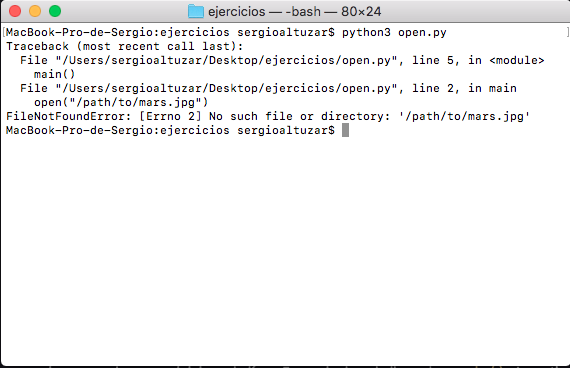 ejercicios — -bash — 80×24
[MacBook-Pro-de-Sergio:ejercicios sergioaltuzar$ python3 open.py ]
Traceback (most recent call last):
  File "/Users/sergioaltuzar/Desktop/ejercicios/open.py", line 5, in <module>
    main()
  File "/Users/sergioaltuzar/Desktop/ejercicios/open.py", line 2, in main
    open("/path/to/mars.jpg")
FileNotFoundError: [Errno 2] No such file or directory: '/path/to/mars.jpg'
MacBook-Pro-de-Sergio:ejercicios sergioaltuzar$